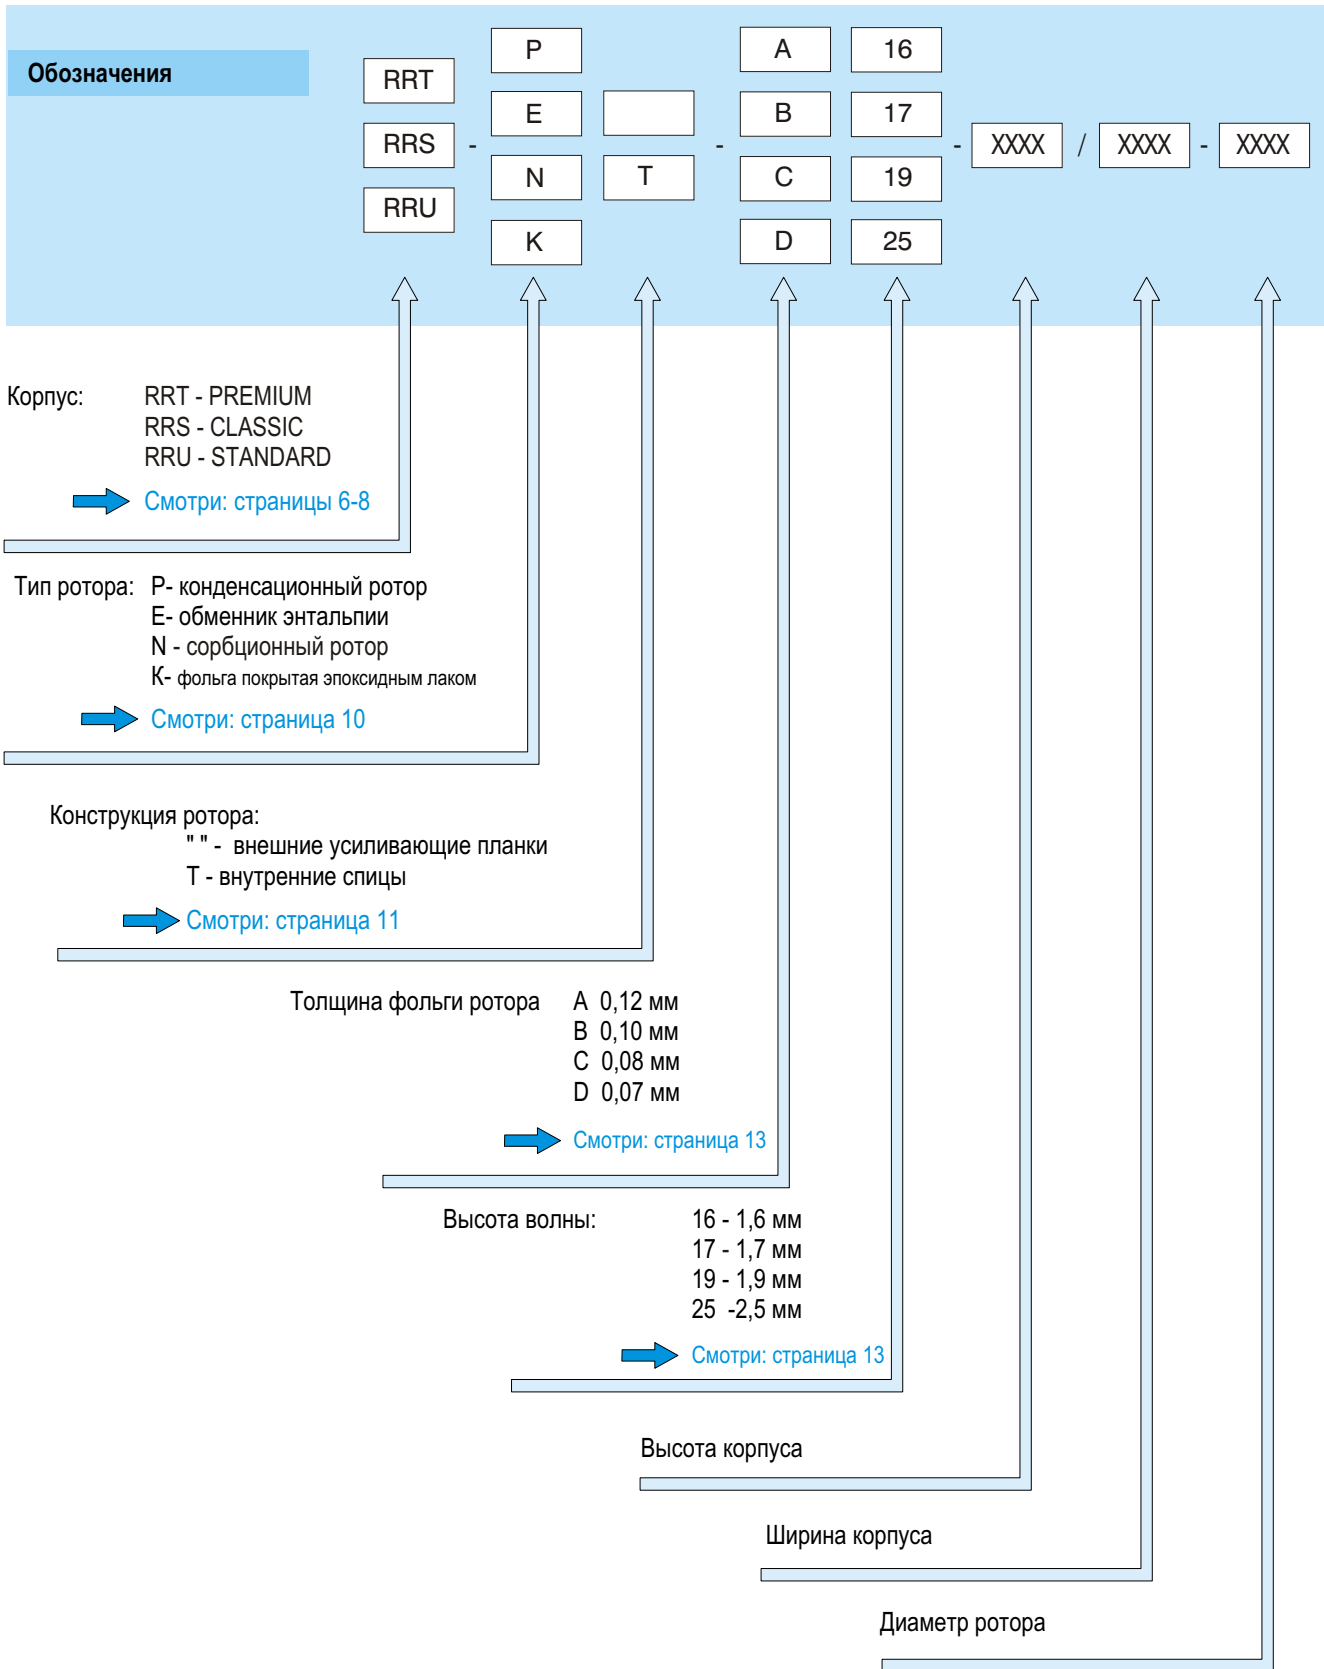 Обозначения
RRT
RRS
RRU
-
P
E
N
K
T
-
A
B
C
D
16
17
19
25
- XXXX / XXXX - XXXX
Корпус: RRT - PREMIUM
RRS - CLASSIC
RRU - STANDARD
Смотри: страницы 6-8
Тип ротора: P- конденсационный ротор
E- обменник энтальпии
N - сорбционный ротор
K- фольга покрытая эпоксидным лаком
Смотри: страница 10
Конструкция ротора:
" " - внешние усиливающие планки
T - внутренние спицы
Смотри: страница 11
Толщина фольги ротора A 0,12 мм
B 0,10 мм
C 0,08 мм
D 0,07 мм
Смотри: страница 13
Высота волны: 16 - 1,6 мм
17 - 1,7 мм
19 - 1,9 мм
25 -2,5 мм
Смотри: страница 13
Высота корпуса
Ширина корпуса
Диаметр ротора